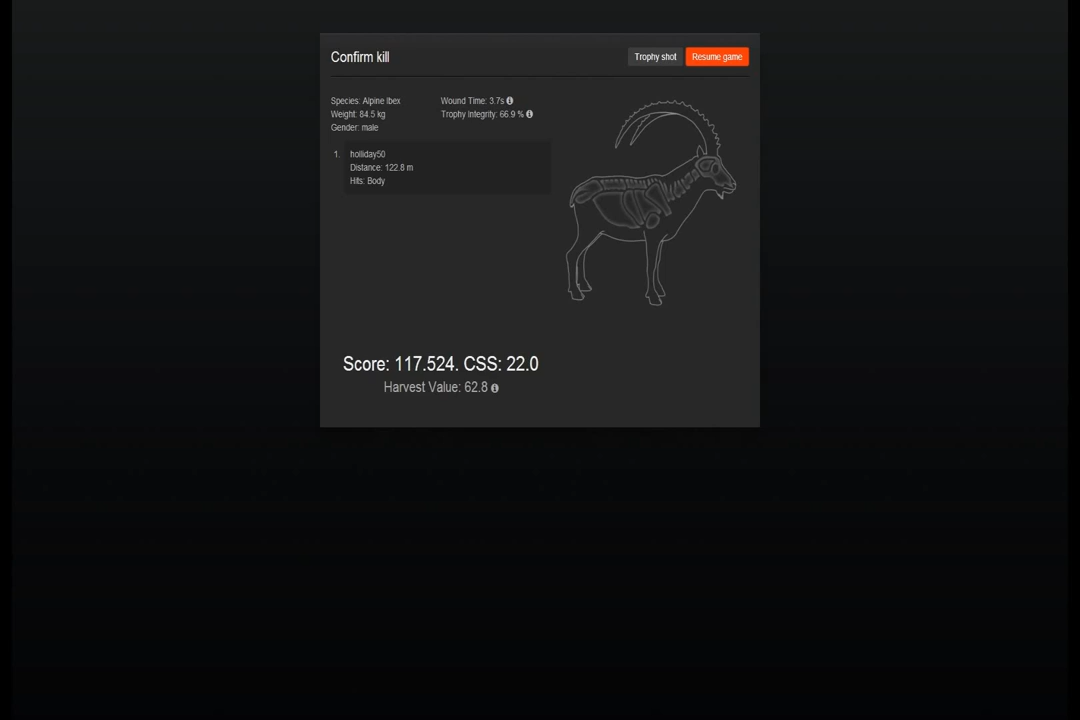 Confirm kill
Trophy shot
Resume game
Species: Alpine Ibex
Weight: 84.5 kg
Gender: male
Wound Time: 3.7s
Trophy Integrity: 66.9 %
1.
holliday50
Distance: 122.8 m
Hits: Body
Score: 117.524. CSS: 22.0
Harvest Value: 62.8